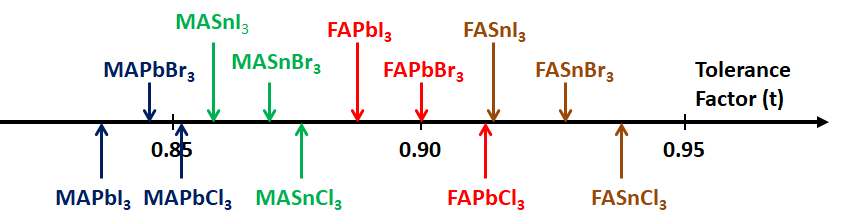 MASnI₃
FAPbI₃
FASnI₃
MAPbBr₃
MASnBr₃
FAPbBr₃
FASnBr₃
Tolerance
Factor (t)
0.85
0.90
0.95
MAPbI₃
MAPbCl₃
MASnCl₃
FAPbCl₃
FASnCl₃